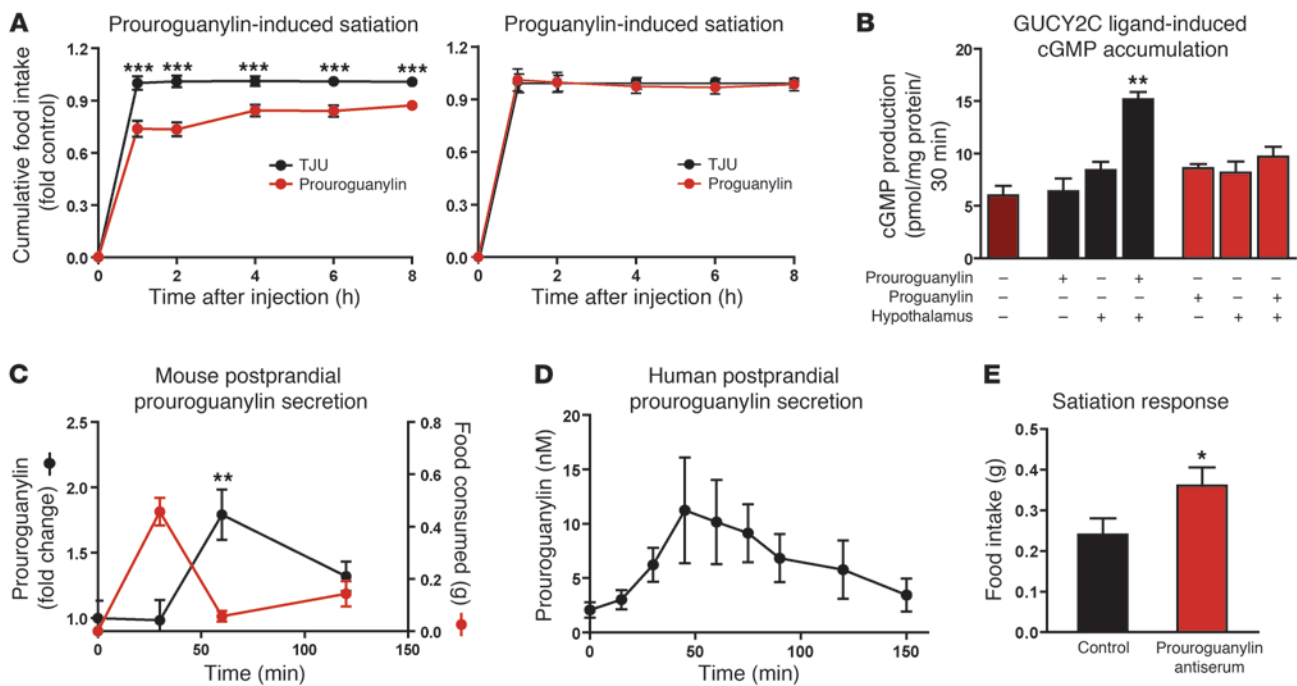 A
Prouroguanylin-induced satiation
Proguanylin-induced satiation
Cumulative food intake
(fold control)
1.2
0.9
0.6
0.3
0.0
*** *** *** *** ***
TJU
Prouroguanylin
0 2 4 6 8
Time after injection (h)
1.2
0.9
0.6
0.3
0.0
TJU
Proguanylin
0 2 4 6 8
Time after injection (h)
B
GUCY2C ligand-induced
cGMP accumulation
cGMP production
(pmol/mg protein/
30 min)
20
15
10
5
0
**
Prouroguanylin – + – + – – –
Proguanylin – – – – + – +
Hypothalamus – – + + – + +
C
Mouse postprandial
prouroguanylin secretion
Prouroguanylin
(fold change)
2.5
2.0
1.5
1.0
**
0.8
0.6
0.4
0.2
0.0
Food consumed (g)
0 50 100 150
Time (min)
D
Human postprandial
prouroguanylin secretion
Prouroguanylin (nM)
20
15
10
5
0
0 50 100 150
Time (min)
E
Satiation response
Food intake (g)
0.5
0.4
0.3
0.2
0.1
0.0
*
Control
Prouroguanylin
antiserum